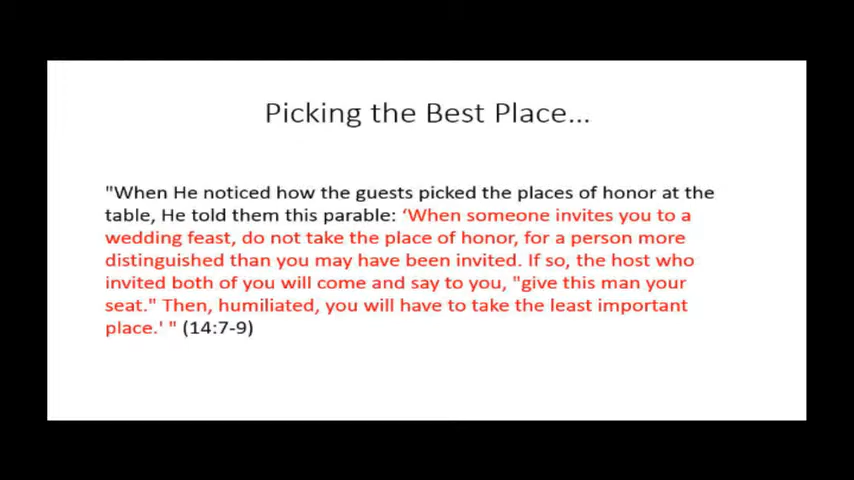 Picking the Best Place...
"When He noticed how the guests picked the places of honor at the
table, He told them this parable: ‘When someone invites you to a
wedding feast, do not take the place of honor, for a person more
distinguished than you may have been invited. If so, the host who
invited both of you will come and say to you, "give this man your
seat." Then, humiliated, you will have to take the least important
place.' " (14:7-9)